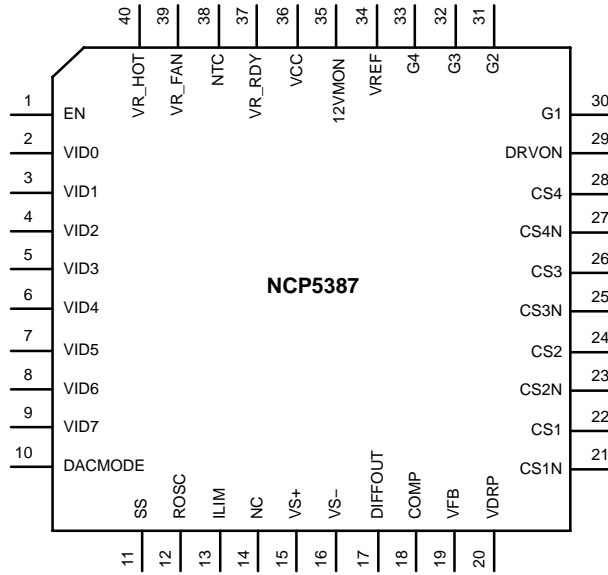 40
39
38
37
36
35
34
33
32
31
VR_HOT
VR_FAN
NTC
VR_RDY
VCC
12VMON
VREF
G4
G3
G2
1 EN
2 VID0
3 VID1
4 VID2
5 VID3
6 VID4
7 VID5
8 VID6
9 VID7
10 DACMODE
NCP5387
G1 30
DRVON 29
CS4 28
CS4N 27
CS3 26
CS3N 25
CS2 24
CS2N 23
CS1 22
CS1N 21
SS
ROSC
ILIM
NC
VS+
VS−
DIFFOUT
COMP
VFB
VDRP
11
12
13
14
15
16
17
18
19
20